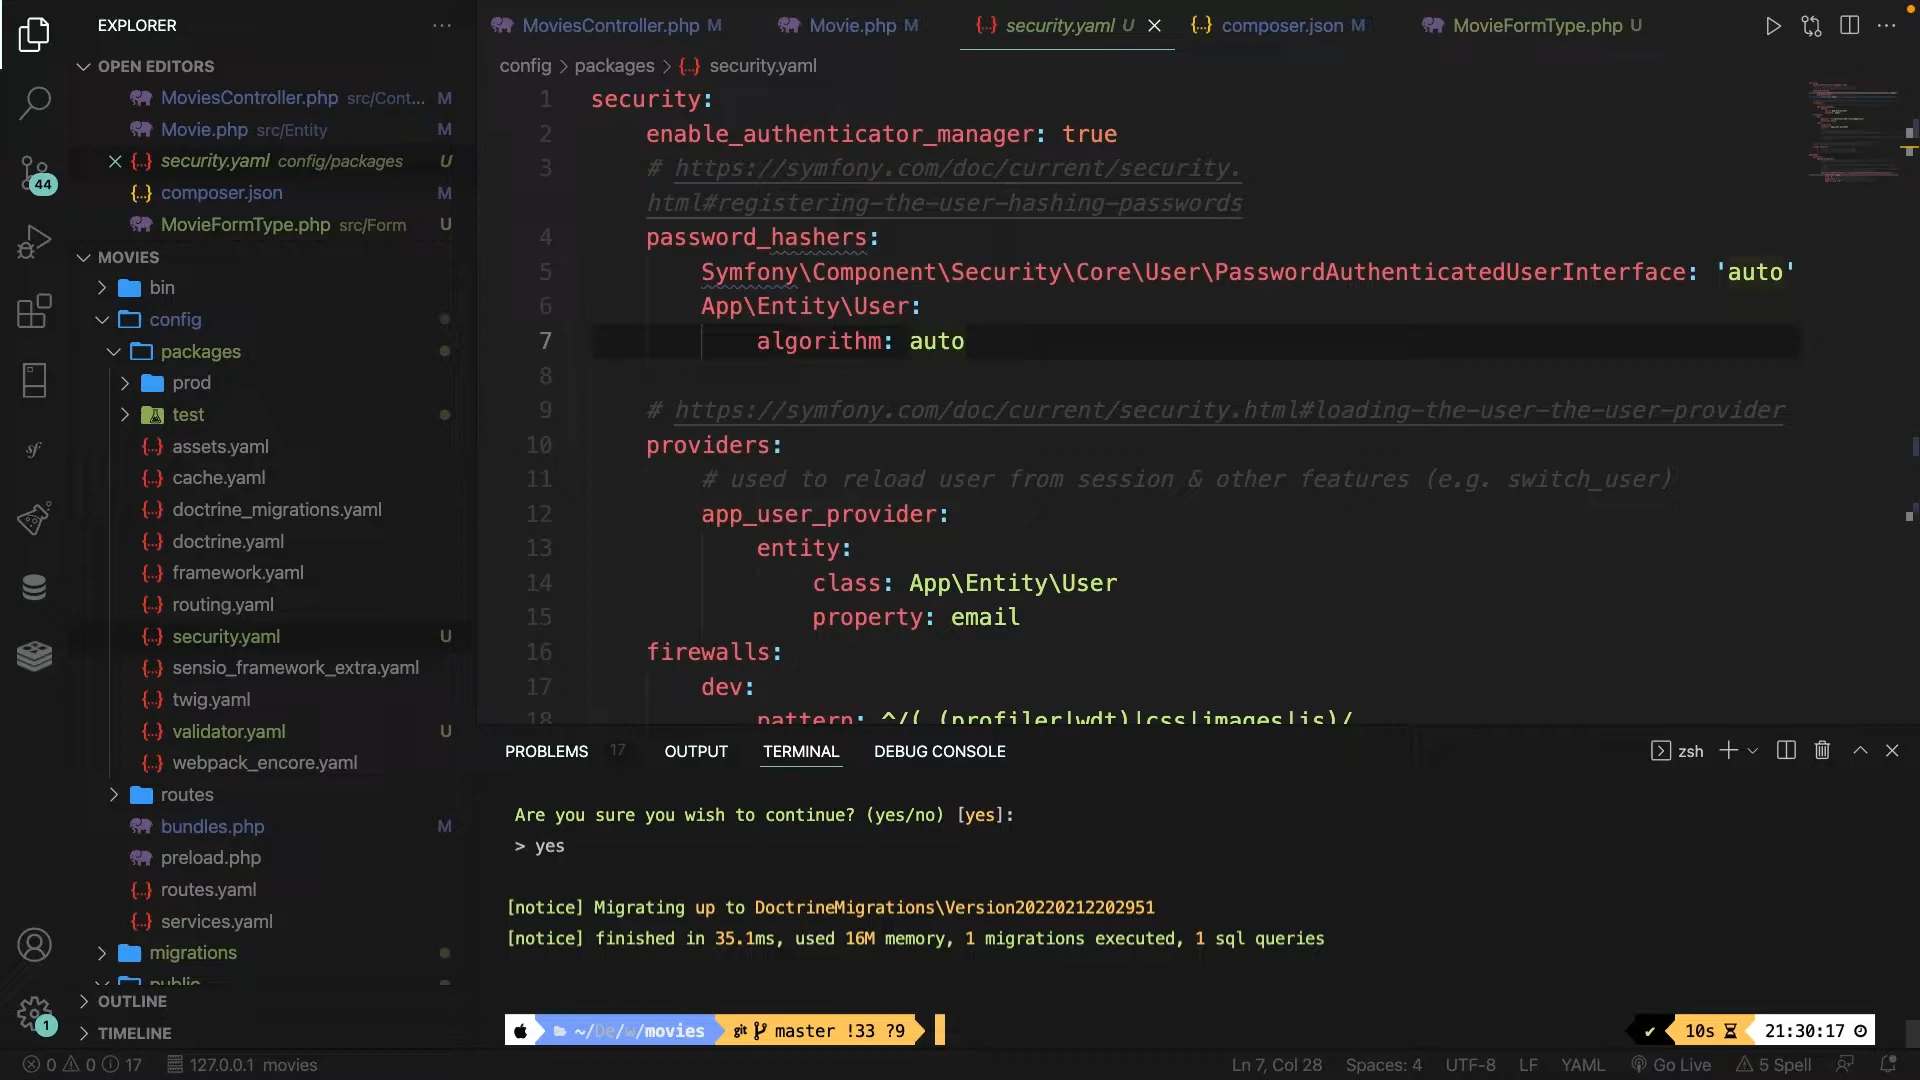 EXPLORER
OPEN EDITORS
MoviesController.php src/Cont... M
Movie.php src/Entity M
security.yaml config/packages U
composer.json M
MovieFormType.php src/Form U
MOVIES
bin
config
packages
prod
test
assets.yaml
cache.yaml
doctrine_migrations.yaml
doctrine.yaml
framework.yaml
routing.yaml
security.yaml U
sensio_framework_extra.yaml
twig.yaml
validator.yaml U
webpack_encore.yaml
routes
bundles.php M
preload.php
routes.yaml
services.yaml
migrations
public
OUTLINE
TIMELINE
44
1
MoviesController.php M Movie.php M security.yaml U composer.json M MovieFormType.php U
config > packages > {..} security.yaml
1 security:
2 enable_authenticator_manager: true
3 # https://symfony.com/doc/current/security.
html#registering-the-user-hashing-passwords
4 password_hashers:
5 Symfony\Component\Security\Core\User\PasswordAuthenticatedUserInterface: 'auto'
6 App\Entity\User:
7 algorithm: auto
8
9 # https://symfony.com/doc/current/security.html#loading-the-user-the-user-provider
10 providers:
11 # used to reload user from session & other features (e.g. switch_user)
12 app_user_provider:
13 entity:
14 class: App\Entity\User
15 property: email
16 firewalls:
17 dev:
18 pattern: ^/(_(profiler|wdt)|css|images|js)/
PROBLEMS 17 OUTPUT TERMINAL DEBUG CONSOLE zsh
Are you sure you wish to continue? (yes/no) [yes]:
> yes
[notice] Migrating up to DoctrineMigrations\Version20220212202951
[notice] finished in 35.1ms, used 16M memory, 1 migrations executed, 1 sql queries
~/De/w/movies git master !33 ?9 ✔ 10s 21:30:17
0 0 17 127.0.0.1 movies Ln 7, Col 28 Spaces: 4 UTF-8 LF YAML Go Live 5 Spell